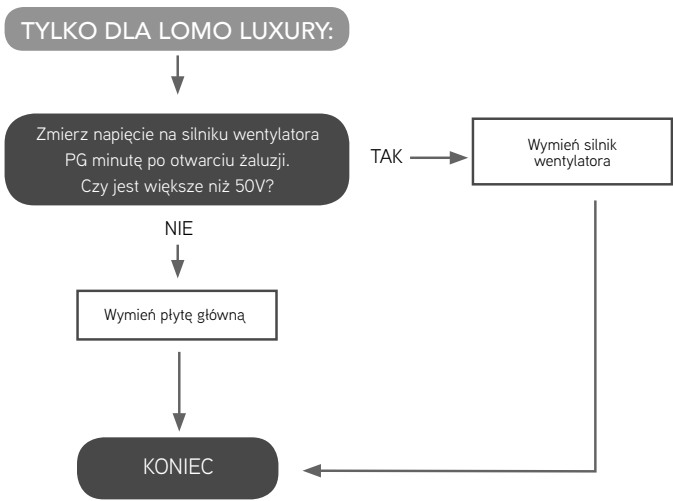 TYLKO DLA LOMO LUXURY:
Zmierz napięcie na silniku wentylatora
PG minutę po otwarciu żaluzji.
Czy jest większe niż 50V?
TAK
Wymień silnik
wentylatora
NIE
Wymień płytę główną
KONIEC